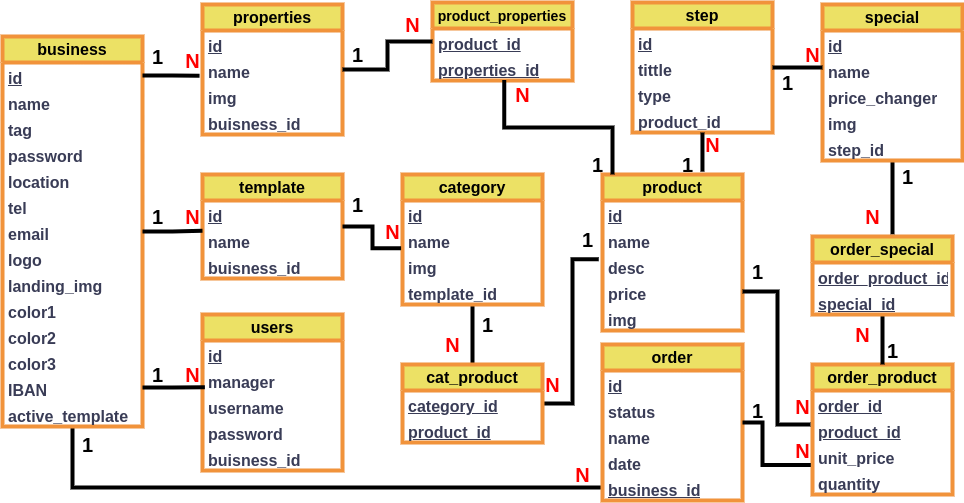 business
id
name
tag
password
location
tel
email
logo
landing_img
color1
color2
color3
IBAN
active_template
1
N
1
N
1
N
1
N
properties
id
name
img
buisness_id
1
N
product_properties
product_id
properties_id
N
1
step
id
tittle
type
product_id
N
1
1
N
special
id
name
price_changer
img
step_id
1
N
template
id
name
buisness_id
1
N
category
id
name
img
template_id
1
N
product
id
name
desc
price
img
1
N
1
N
order_special
order_product_id
special_id
N
1
users
id
manager
username
password
buisness_id
cat_product
category_id
product_id
order
id
status
name
date
business_id
1
N
order_product
order_id
product_id
unit_price
quantity